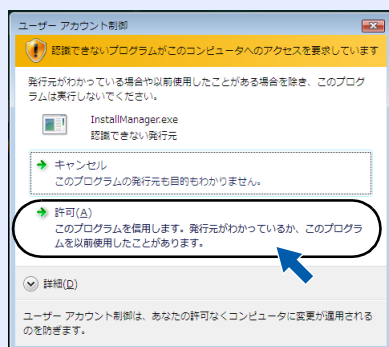 ユーザー アカウント制御
認識できないプログラムがこのコンピュータへのアクセスを要求しています
発行元がわかっている場合や以前使用したことがある場合を除き、このプログ
ラムは実行しないでください。
InstallManager.exe
認識できない発行元
キャンセル
このプログラムの発行元も目的もわかりません。
許可(A)
このプログラムを信用します。発行元がわかっているか、このプログラ
ムを以前使用したことがあります。
詳細(D)
ユーザー アカウント制御は、あなたの許可なくコンピュータに変更が適用される
のを防ぎます。